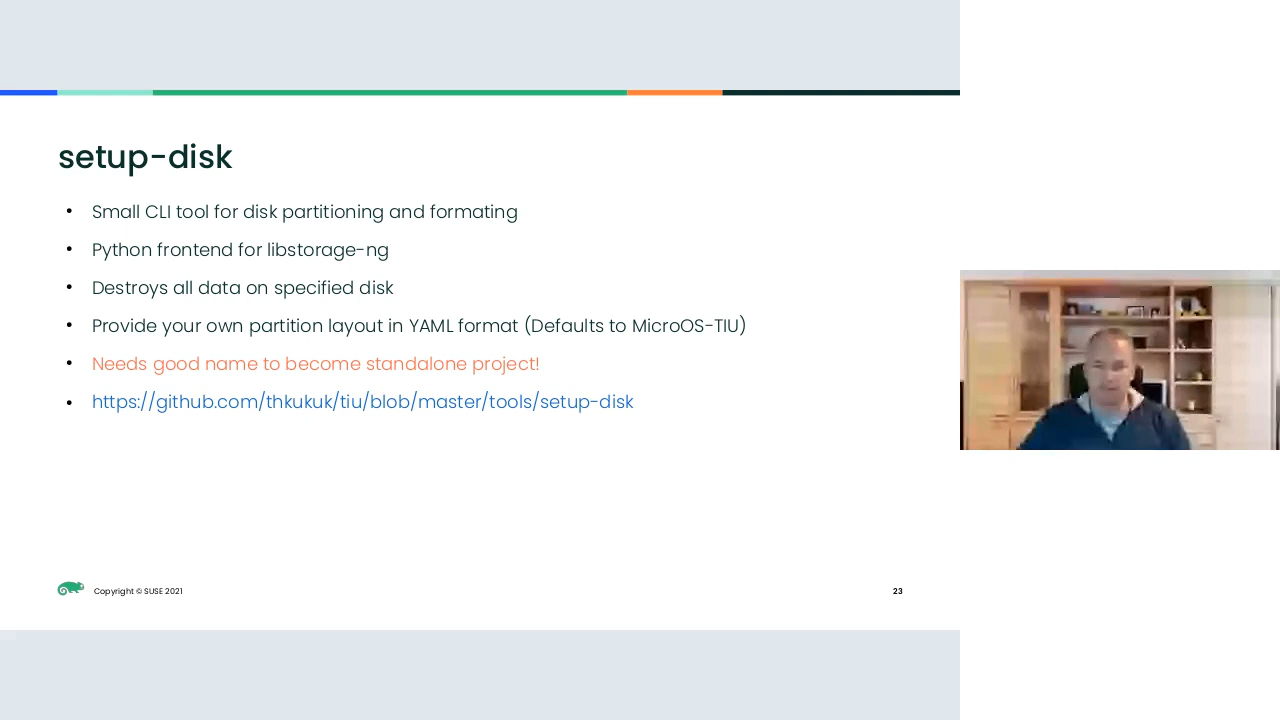 setup-disk
• Small CLI tool for disk partitioning and formating
• Python frontend for libstorage-ng
• Destroys all data on specified disk
• Provide your own partition layout in YAML format (Defaults to MicroOS-TIU)
• Needs good name to become standalone project!
• https://github.com/thkukuk/tiu/blob/master/tools/setup-disk
Copyright © SUSE 2021
23